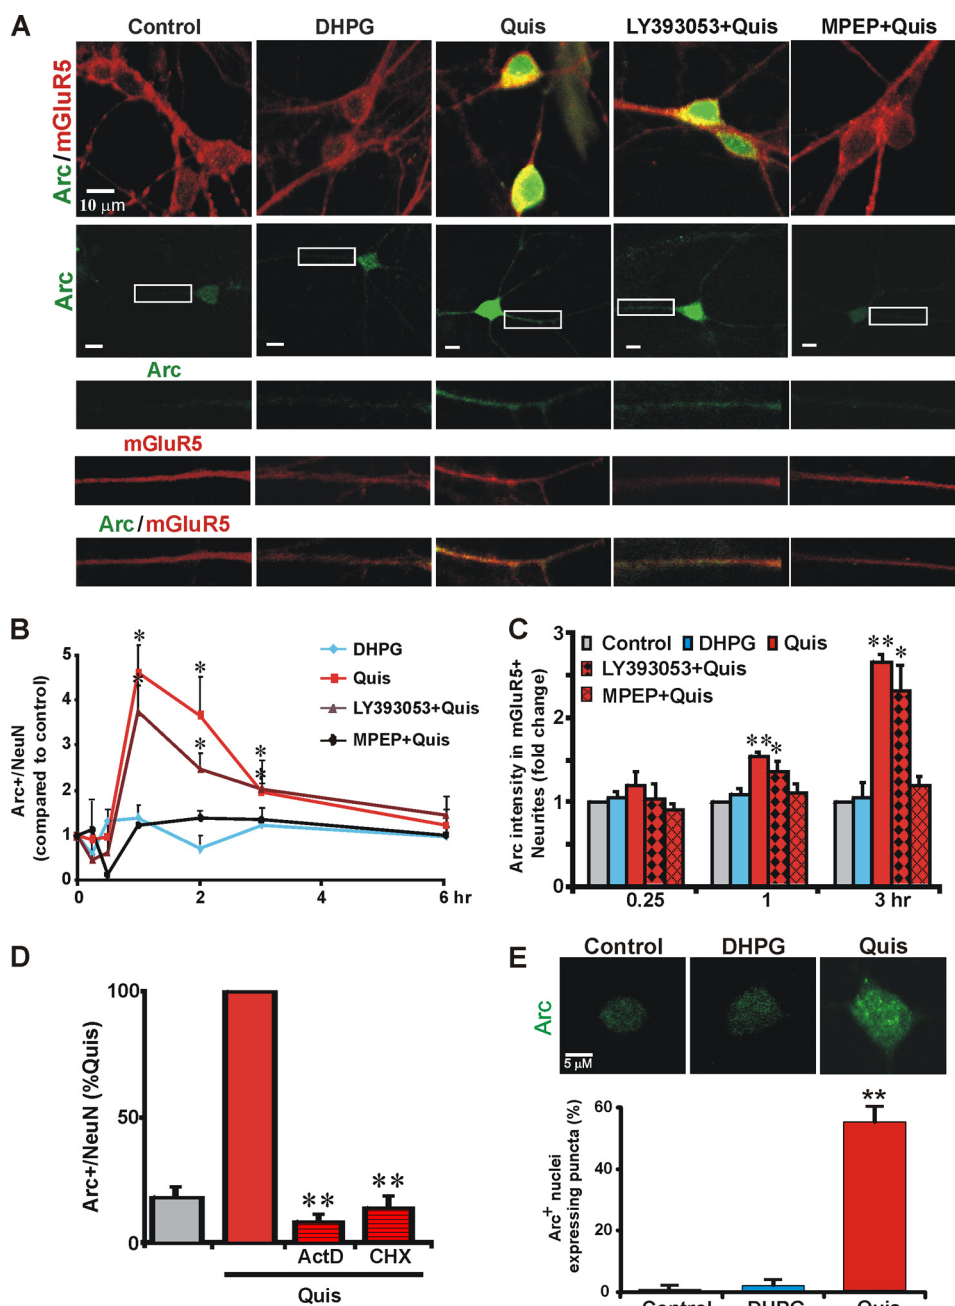 A
Control DHPG Quis LY393053+Quis MPEP+Quis
Arc/mGluR5
10 µm
Arc
Arc
mGluR5
Arc/mGluR5
B
Arc+/NeuN
(compared to control)
5
4
3
2
1
0
0 2 4 6 hr
DHPG
Quis
LY393053+Quis
MPEP+Quis
* * * * * *
C
Arc intensity in mGluR5+
Neurites (fold change)
3
2
1
0
Control DHPG Quis
LY393053+Quis
MPEP+Quis
** * ** *
0.25 1 3 hr
D
Arc+/NeuN (%Quis)
100
50
0
** **
ActD CHX
Quis
E
Control DHPG Quis
Arc
5 µM
Arc+ nuclei
expressing puncta (%)
60
40
20
0
**
Control DHPG Quis